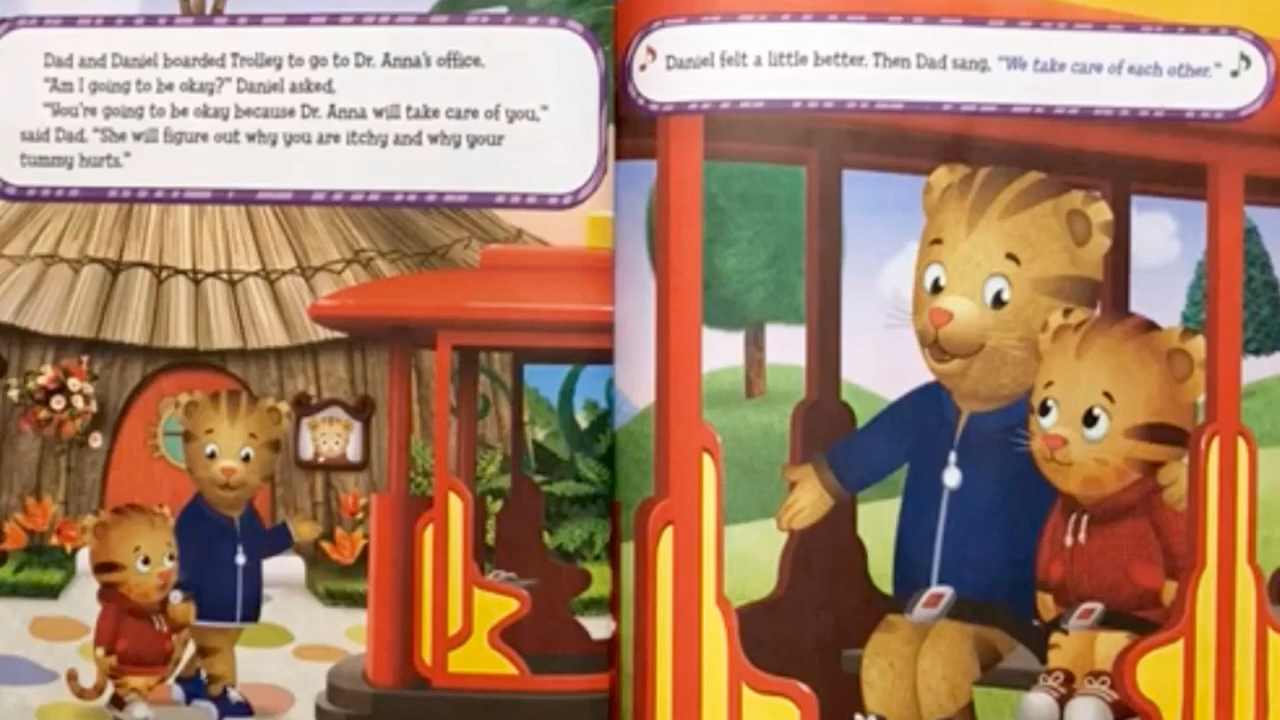 Dad and Daniel boarded Trolley to go to Dr. Anna's office.
"Am I going to be okay?" Daniel asked.
"You're going to be okay because Dr. Anna will take care of you,"
said Dad. "She will figure out why you are itchy and why your
tummy hurts."
Daniel felt a little better. Then Dad sang, "We take care of each other."